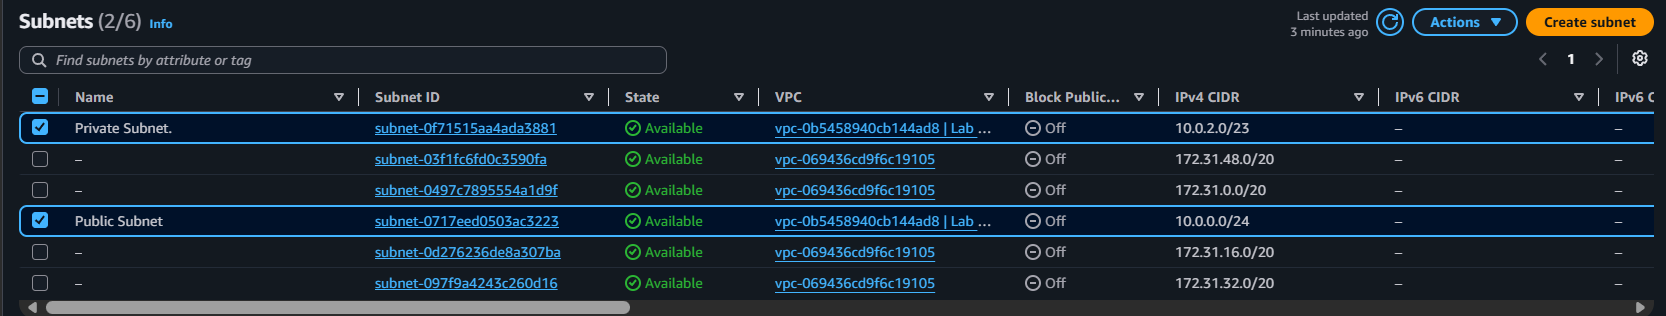 Subnets (2/6) Info
Last updated
3 minutes ago
Actions
Create subnet
Find subnets by attribute or tag
1
Name Subnet ID State VPC Block Public... IPv4 CIDR IPv6 CIDR IPv6 C
Private Subnet. subnet-0f71515aa4ada3881 Available vpc-0b5458940cb144ad8 | Lab ... Off 10.0.2.0/23 – –
– subnet-03f1fc6fd0c3590fa Available vpc-069436cd9f6c19105 Off 172.31.48.0/20 – –
– subnet-0497c7895554a1d9f Available vpc-069436cd9f6c19105 Off 172.31.0.0/20 – –
Public Subnet subnet-0717eed0503ac3223 Available vpc-0b5458940cb144ad8 | Lab ... Off 10.0.0.0/24 – –
– subnet-0d276236de8a307ba Available vpc-069436cd9f6c19105 Off 172.31.16.0/20 – –
– subnet-097f9a4243c260d16 Available vpc-069436cd9f6c19105 Off 172.31.32.0/20 – –